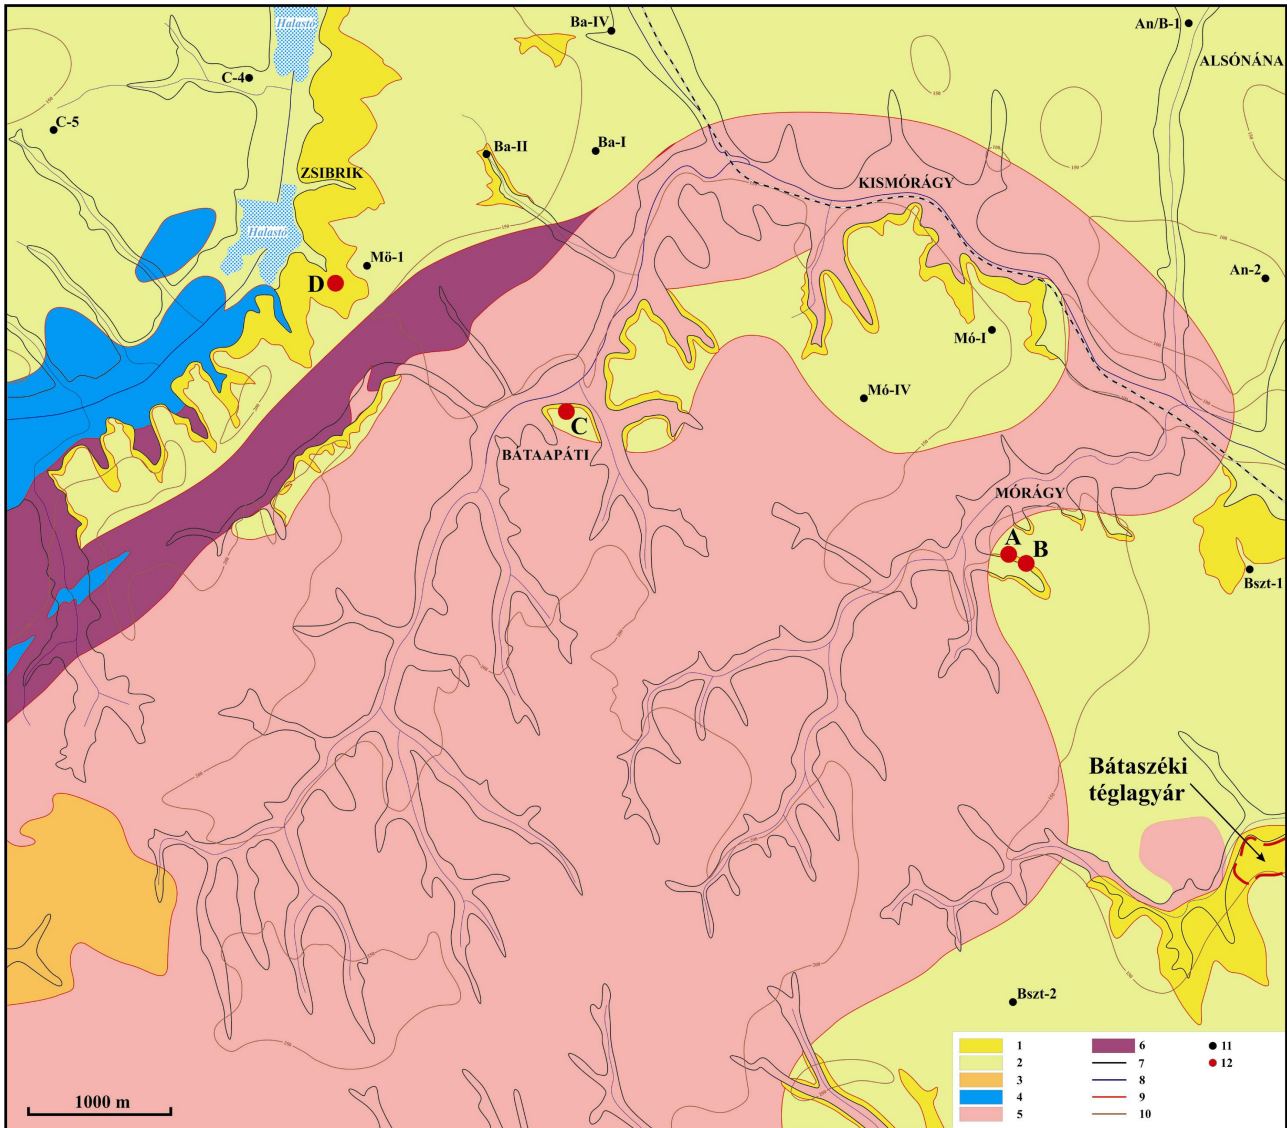 Halastó
Ba-IV
An/B-1
ALSÓNÁNA
C-4
C-5
Ba-I
Ba-II
ZSIBRIK
KISMÓRÁGY
Halastó
Mö-1
D
An-2
Mó-I
Mó-IV
C
BÁTAAPÁTI
MÓRÁGY
A
B
Bszt-1
Bátaszéki
téglagyár
Bszt-2
1000 m
1
2
3
4
5
6
7
8
9
10
11
12